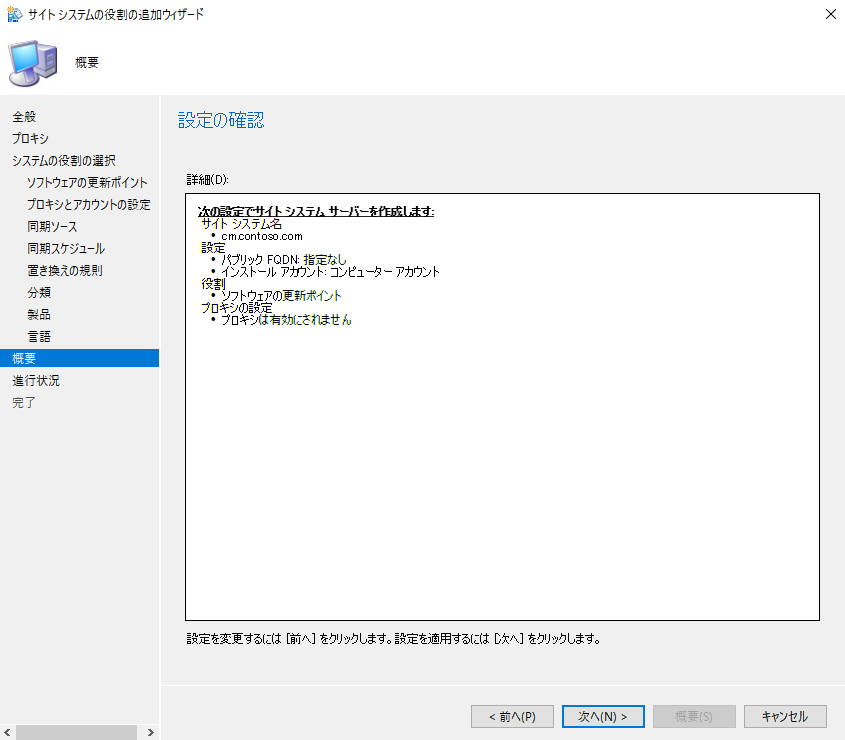 サイト システムの役割の追加ウィザード
概要
全般
プロキシ
システムの役割の選択
ソフトウェアの更新ポイント
プロキシとアカウントの設定
同期ソース
同期スケジュール
置き換えの規則
分類
製品
言語
概要
進行状況
完了
設定の確認
詳細(D):
次の設定でサイト システム サーバーを作成します:
サイト システム名
• cm.contoso.com
設定
• パブリック FQDN: 指定なし
• インストール アカウント: コンピューター アカウント
役割
• ソフトウェアの更新ポイント
プロキシの設定
• プロキシは有効にされません
設定を変更するには [前へ] をクリックします。設定を適用するには [次へ] をクリックします。
< 前へ(P)
次へ(N) >
概要(S)
キャンセル